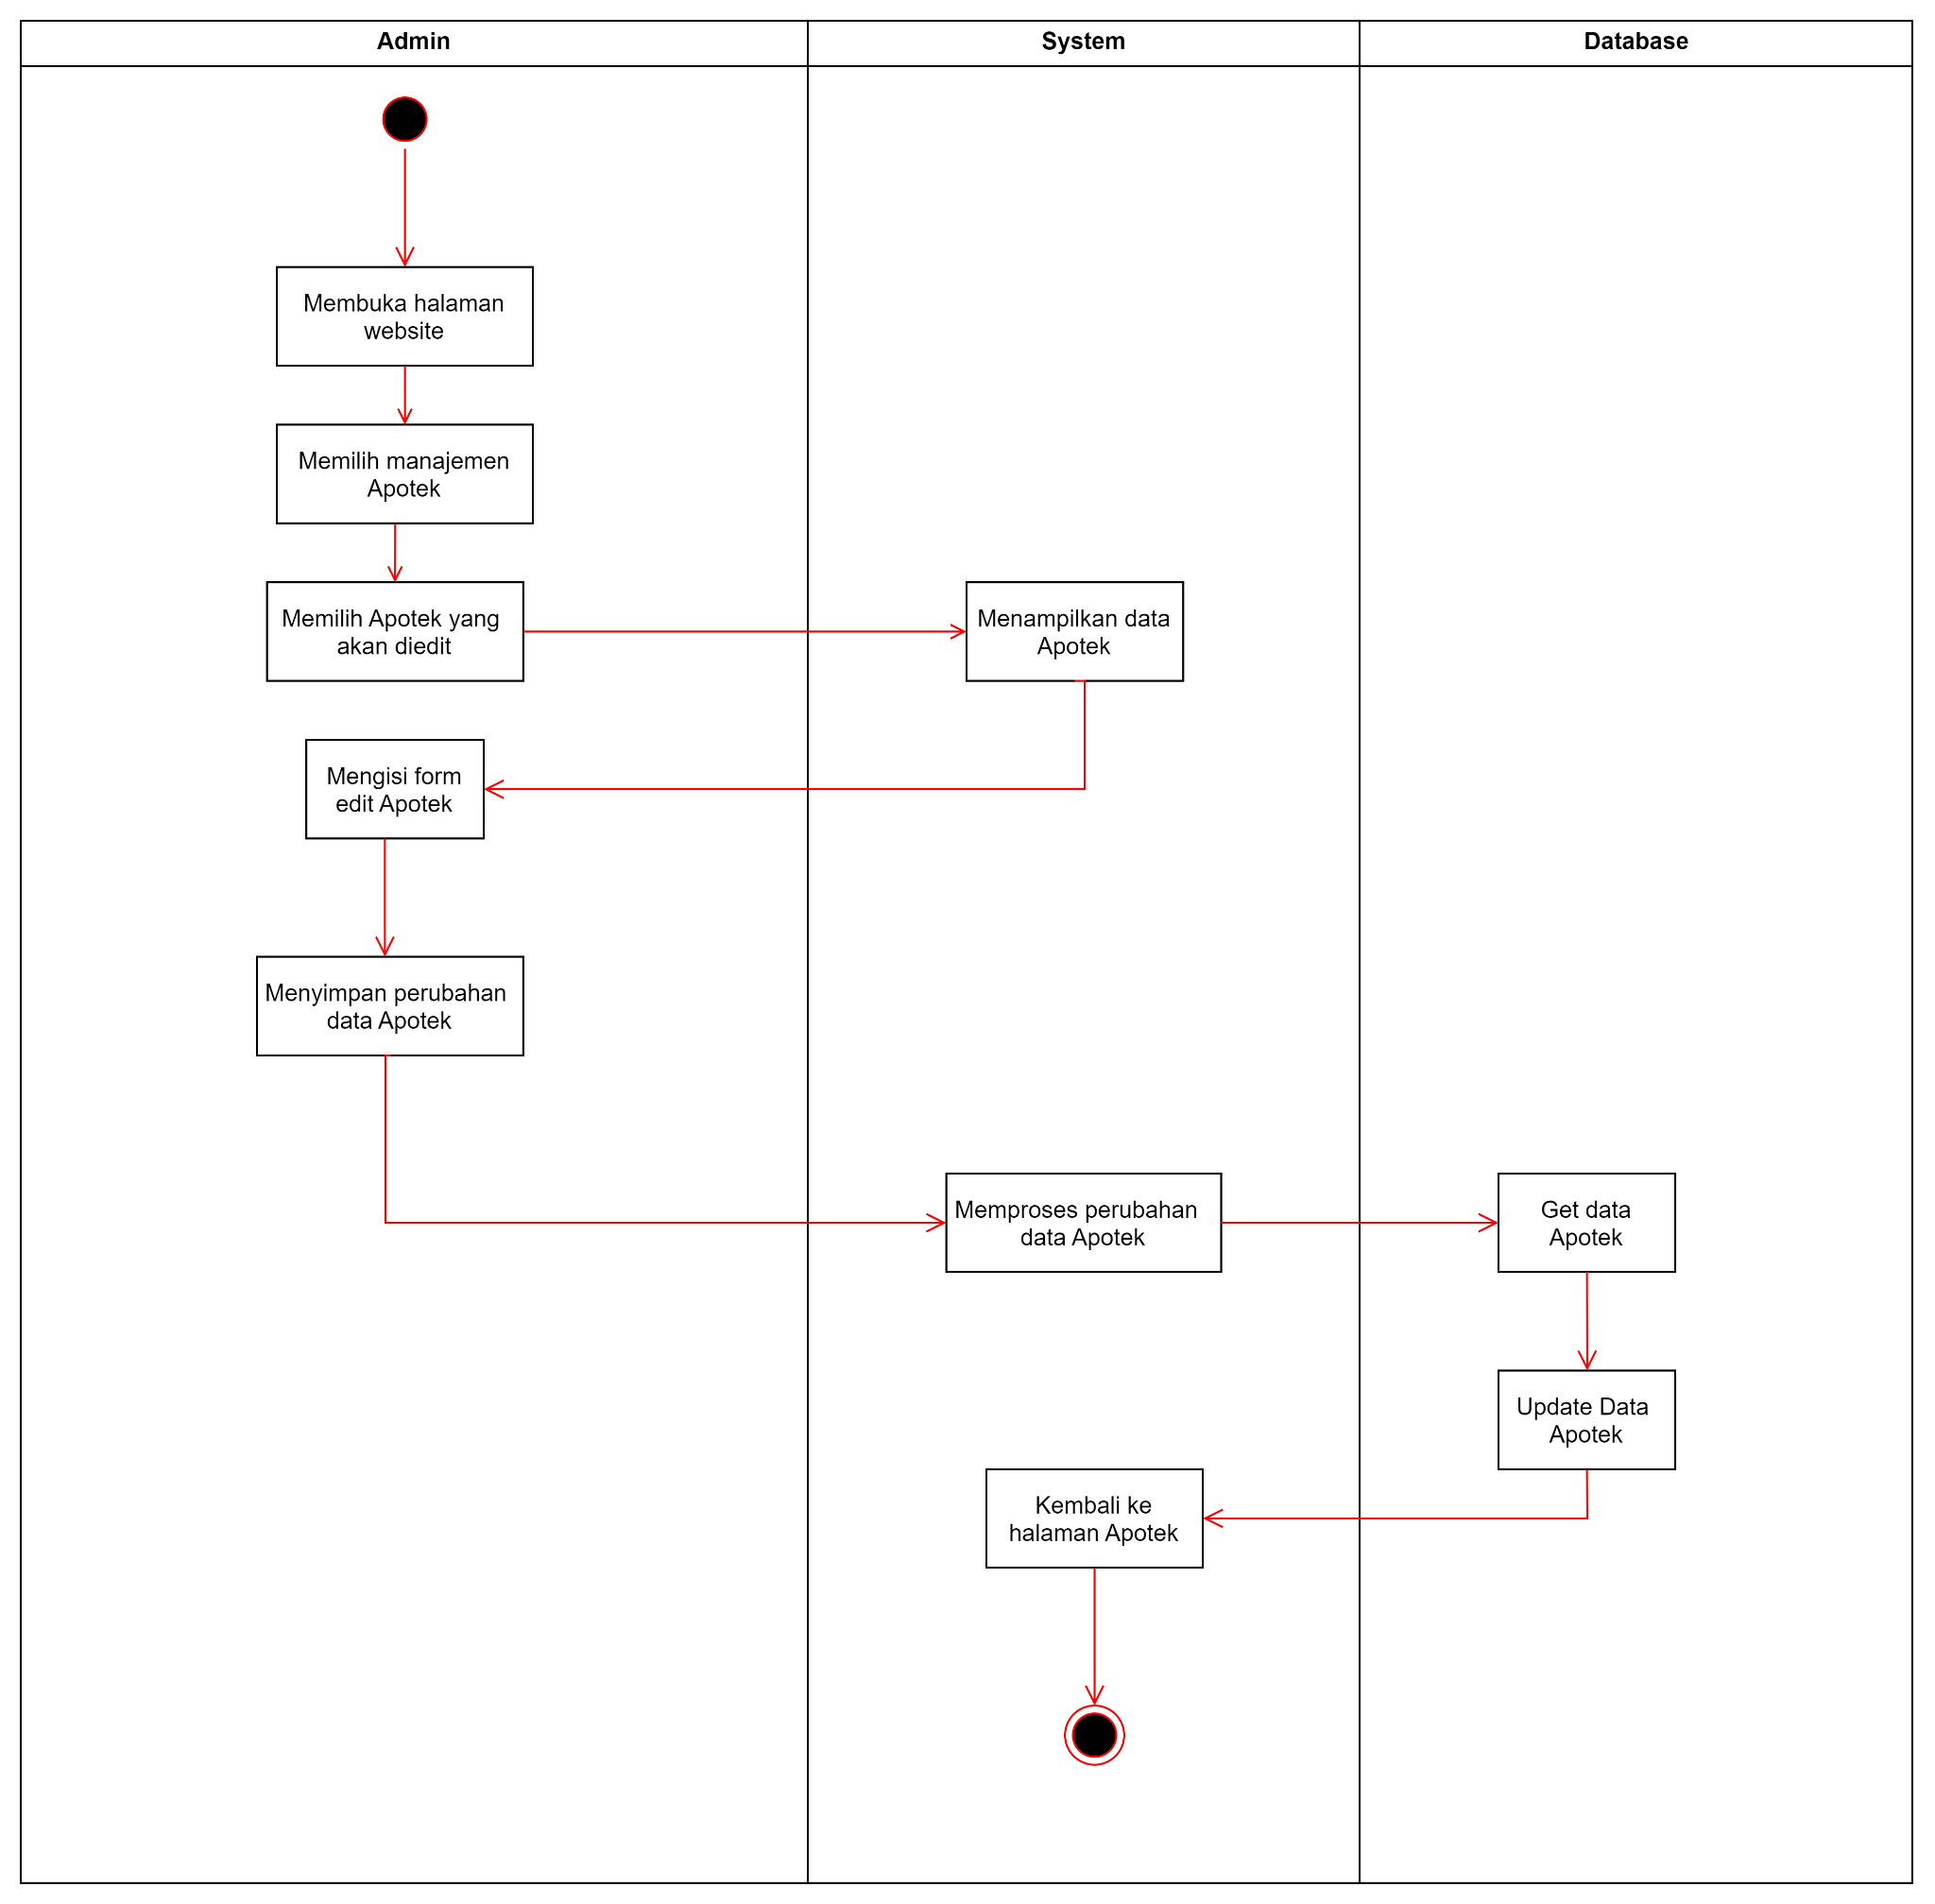 Admin
System
Database
Membuka halaman
website
Memilih manajemen
Apotek
Memilih Apotek yang
akan diedit
Menampilkan data
Apotek
Mengisi form
edit Apotek
Menyimpan perubahan
data Apotek
Memproses perubahan
data Apotek
Get data
Apotek
Update Data
Apotek
Kembali ke
halaman Apotek